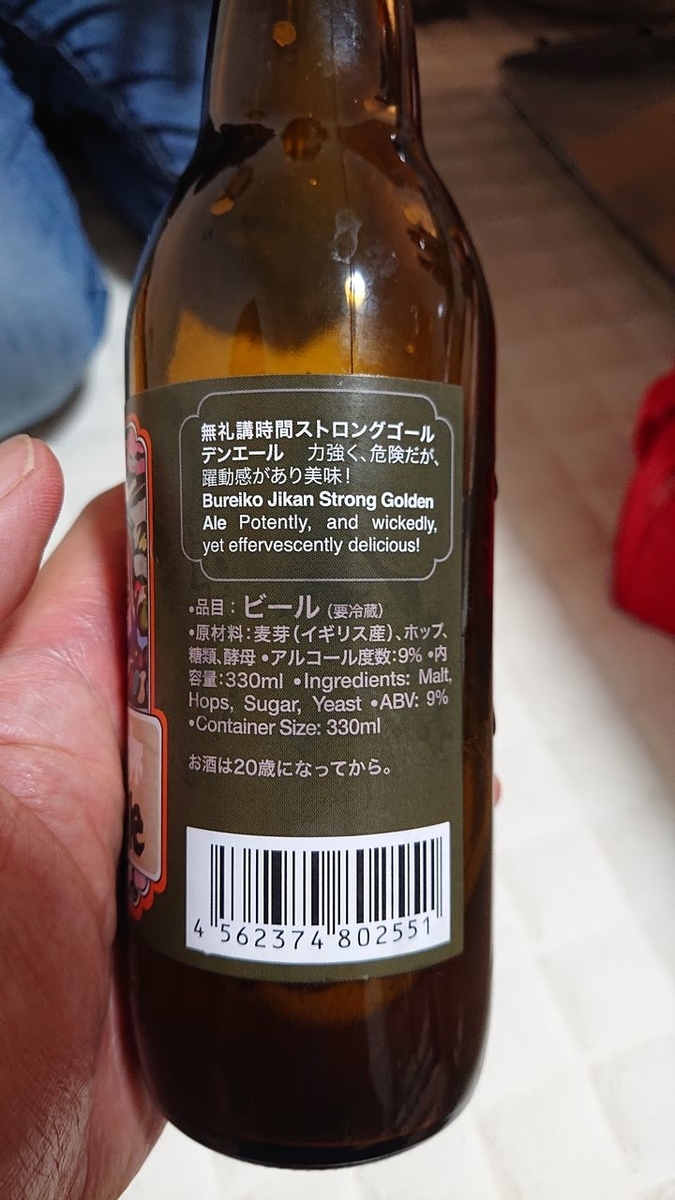 無礼講時間ストロングゴール
デンエール 力強く、危険だが、
躍動感があり美味！
Bureiko Jikan Strong Golden
Ale Potently, and wickedly,
yet effervescently delicious!
•品目：ビール（要冷蔵）
•原材料：麦芽（イギリス産）、ホップ、
糖類、酵母 •アルコール度数：9% •内
容量：330ml •Ingredients: Malt,
Hops, Sugar, Yeast •ABV: 9%
•Container Size: 330ml
お酒は20歳になってから。
4 562374 802551